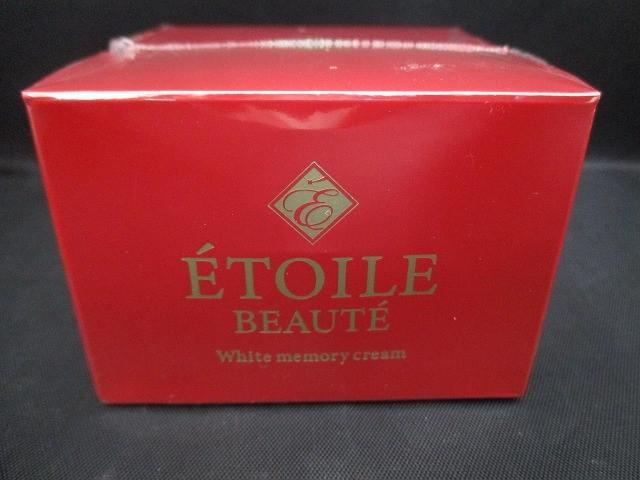 É
ÉTOILE
BEAUTÉ
White memory cream